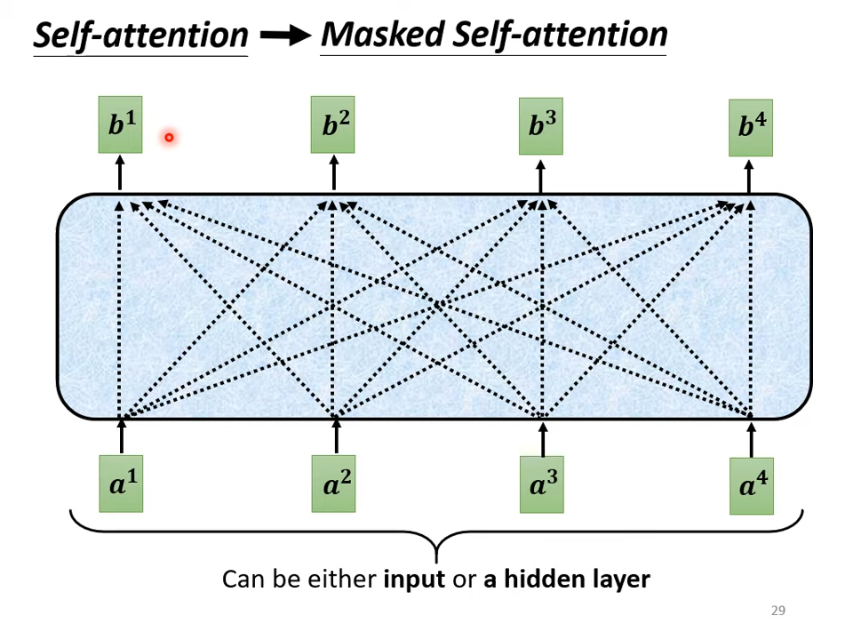 Self-attention → Masked Self-attention
b¹ b² b³ b⁴
a¹ a² a³ a⁴
Can be either input or a hidden layer
29